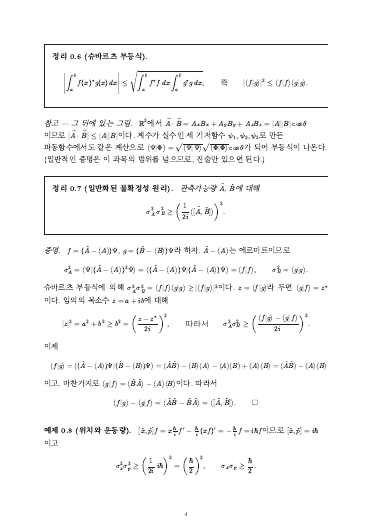 정리 0.6 (슈바르츠 부등식).
|∫_a^b f(x)*g(x) dx| ≤ √(∫_a^b f*f dx ∫_a^b g*g dx), 즉 |⟨f|g⟩|² ≤ ⟨f|f⟩⟨g|g⟩.
참고 — 그 뒤에 있는 그림. ℝ³에서 A⃗ · B⃗ = AₓBₓ + A_yB_y + A_zB_z = |A||B| cos θ
이므로 |A⃗ · B⃗| ≤ |A||B|이다. 계수가 실수인 세 기저함수 ψ₁, ψ₂, ψ₃로 만든
파동함수에서도 같은 계산으로 ⟨Ψ|Φ⟩ = √⟨Ψ|Ψ⟩ √⟨Φ|Φ⟩ cos θ가 되어 부등식이 나온다.
(일반적인 증명은 이 과목의 범위를 넘으므로, 진술만 있으면 된다.)
정리 0.7 (일반화된 불확정성 원리). 관측가능량 Â, B̂에 대해
σ_A² σ_B² ≥ (1/2i ⟨[Â, B̂]⟩)².
증명. f = (Â − ⟨A⟩)Ψ, g = (B̂ − ⟨B⟩)Ψ라 하자. Â − ⟨A⟩는 에르미트이므로
σ_A² = ⟨Ψ|(Â − ⟨A⟩)²Ψ⟩ = ⟨(Â − ⟨A⟩)Ψ|(Â − ⟨A⟩)Ψ⟩ = ⟨f|f⟩, σ_B² = ⟨g|g⟩.
슈바르츠 부등식에 의해 σ_A² σ_B² = ⟨f|f⟩⟨g|g⟩ ≥ |⟨f|g⟩|²이다. z = ⟨f|g⟩라 두면 ⟨g|f⟩ = z*
이다. 임의의 복소수 z = a + ib에 대해
|z|² = a² + b² ≥ b² = ((z − z*)/2i)², 따라서 σ_A² σ_B² ≥ ((⟨f|g⟩ − ⟨g|f⟩)/2i)².
이제
⟨f|g⟩ = ⟨(Â − ⟨A⟩)Ψ|(B̂ − ⟨B⟩)Ψ⟩ = ⟨ÂB̂⟩ − ⟨B⟩⟨A⟩ − ⟨A⟩⟨B⟩ + ⟨A⟩⟨B⟩ = ⟨ÂB̂⟩ − ⟨A⟩⟨B⟩
이고, 마찬가지로 ⟨g|f⟩ = ⟨B̂Â⟩ − ⟨A⟩⟨B⟩이다. 따라서
⟨f|g⟩ − ⟨g|f⟩ = ⟨ÂB̂ − B̂Â⟩ = ⟨[Â, B̂]⟩. □
예제 0.8 (위치와 운동량). [x̂, p̂]f = x ħ/i f′ − ħ/i (xf)′ = −ħ/i f = iħf이므로 [x̂, p̂] = iħ
이고
σₓ² σ_p² ≥ (1/2i iħ)² = (ħ/2)², σₓσ_p ≥ ħ/2.
4